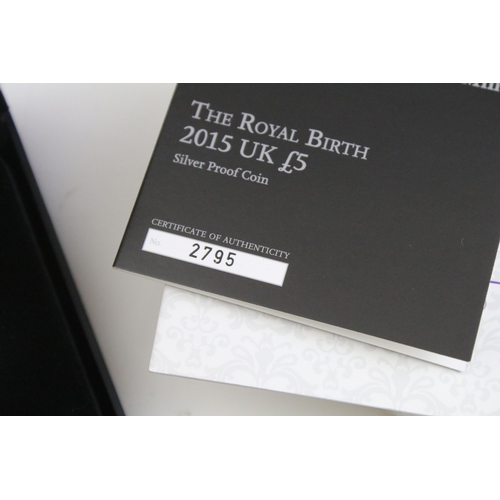 The Royal Birth
2015 UK £5
Silver Proof Coin
CERTIFICATE OF AUTHENTICITY
No. 2795